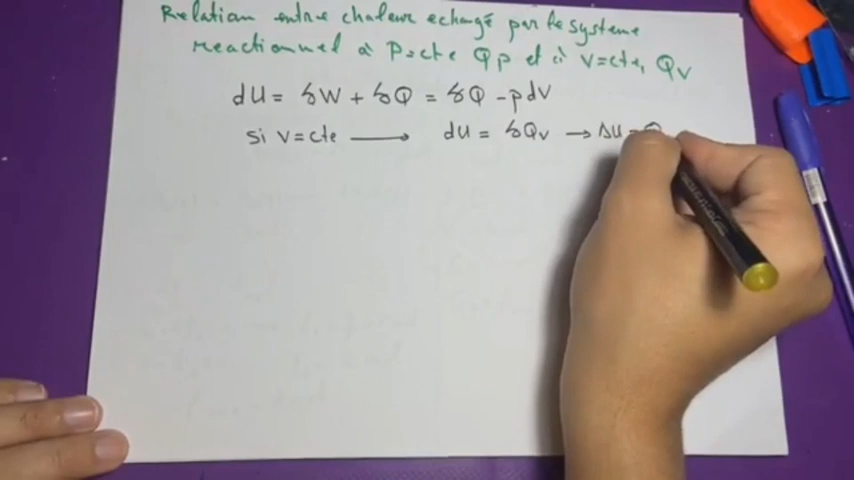 Relation entre chaleur echangé par le systeme
reactionnel à P=cte Qp et à V=cte, Qv
dU = δW + δQ = δQ - pdV
si V=cte ⟶ dU = δQv → ΔU = Q